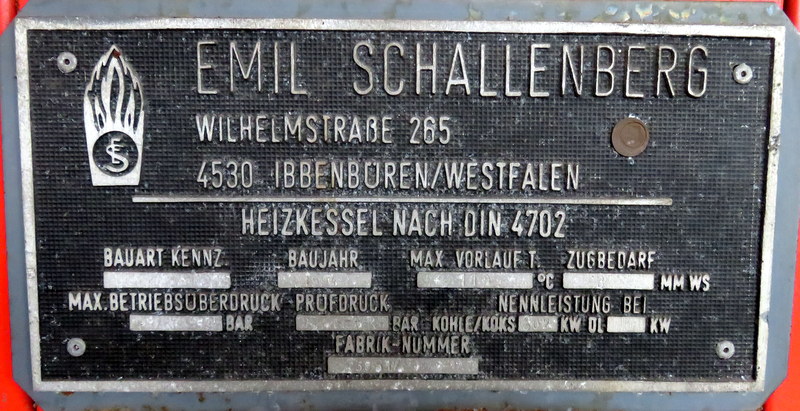 EMIL SCHALLENBERG
ES
WILHELMSTRAßE 265
4530 IBBENBÜREN/WESTFALEN
HEIZKESSEL NACH DIN 4702
BAUART KENNZ. BAUJAHR MAX. VORLAUF T. °C ZUGBEDARF MM WS
MAX. BETRIEBSÜBERDRUCK BAR PRÜFDRUCK BAR NENNLEISTUNG BEI
KOHLE/KOKS KW ÖL KW
FABRIK-NUMMER